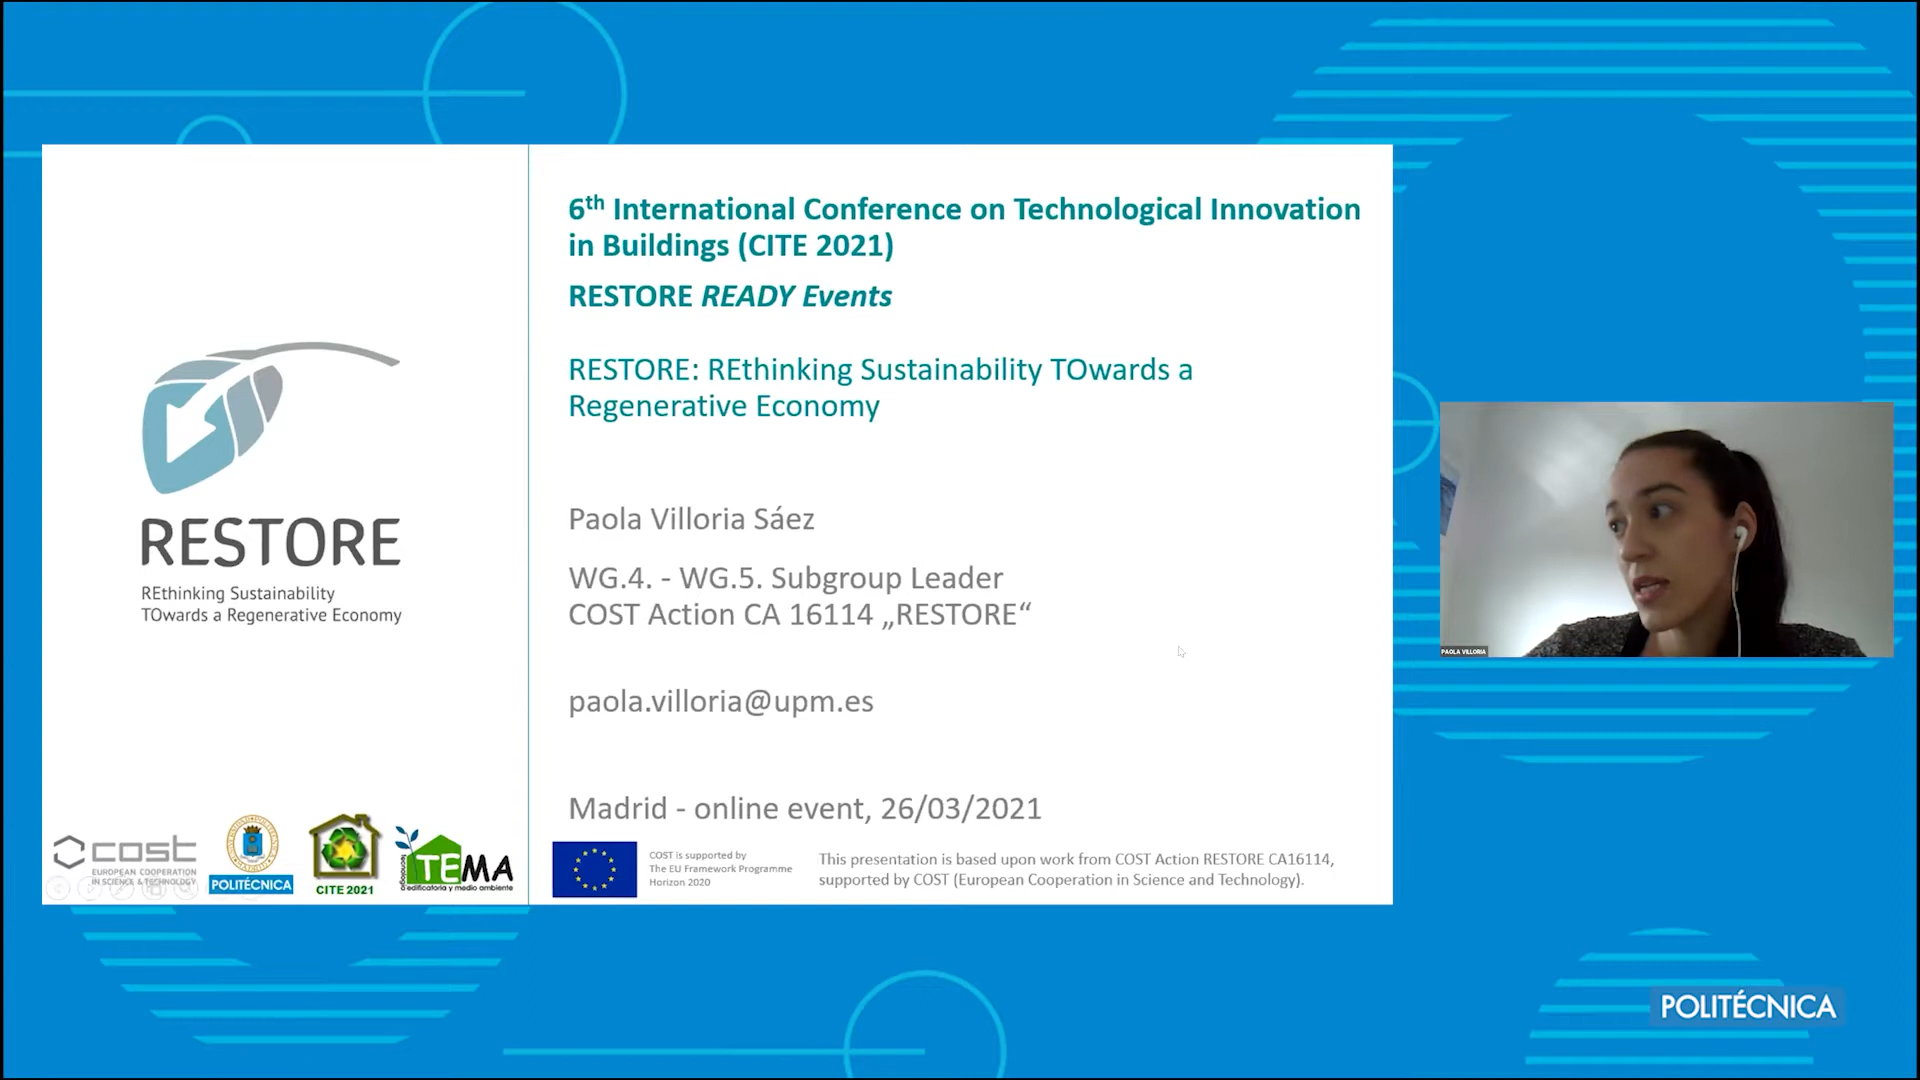 6th International Conference on Technological Innovation
in Buildings (CITE 2021)
RESTORE READY Events
RESTORE: REthinking Sustainability TOwards a
Regenerative Economy
Paola Villoria Sáez
WG.4. - WG.5. Subgroup Leader
COST Action CA 16114 „RESTORE“
paola.villoria@upm.es
Madrid - online event, 26/03/2021
RESTORE
REthinking Sustainability
TOwards a Regenerative Economy
cost
EUROPEAN COOPERATION
IN SCIENCE & TECHNOLOGY
POLITÉCNICA
CITE 2021
TEMA
tecnología edificatoria y medio ambiente
COST is supported by
The EU Framework Programme
Horizon 2020
This presentation is based upon work from COST Action RESTORE CA16114,
supported by COST (European Cooperation in Science and Technology).
PAOLA VILLORIA
POLITÉCNICA